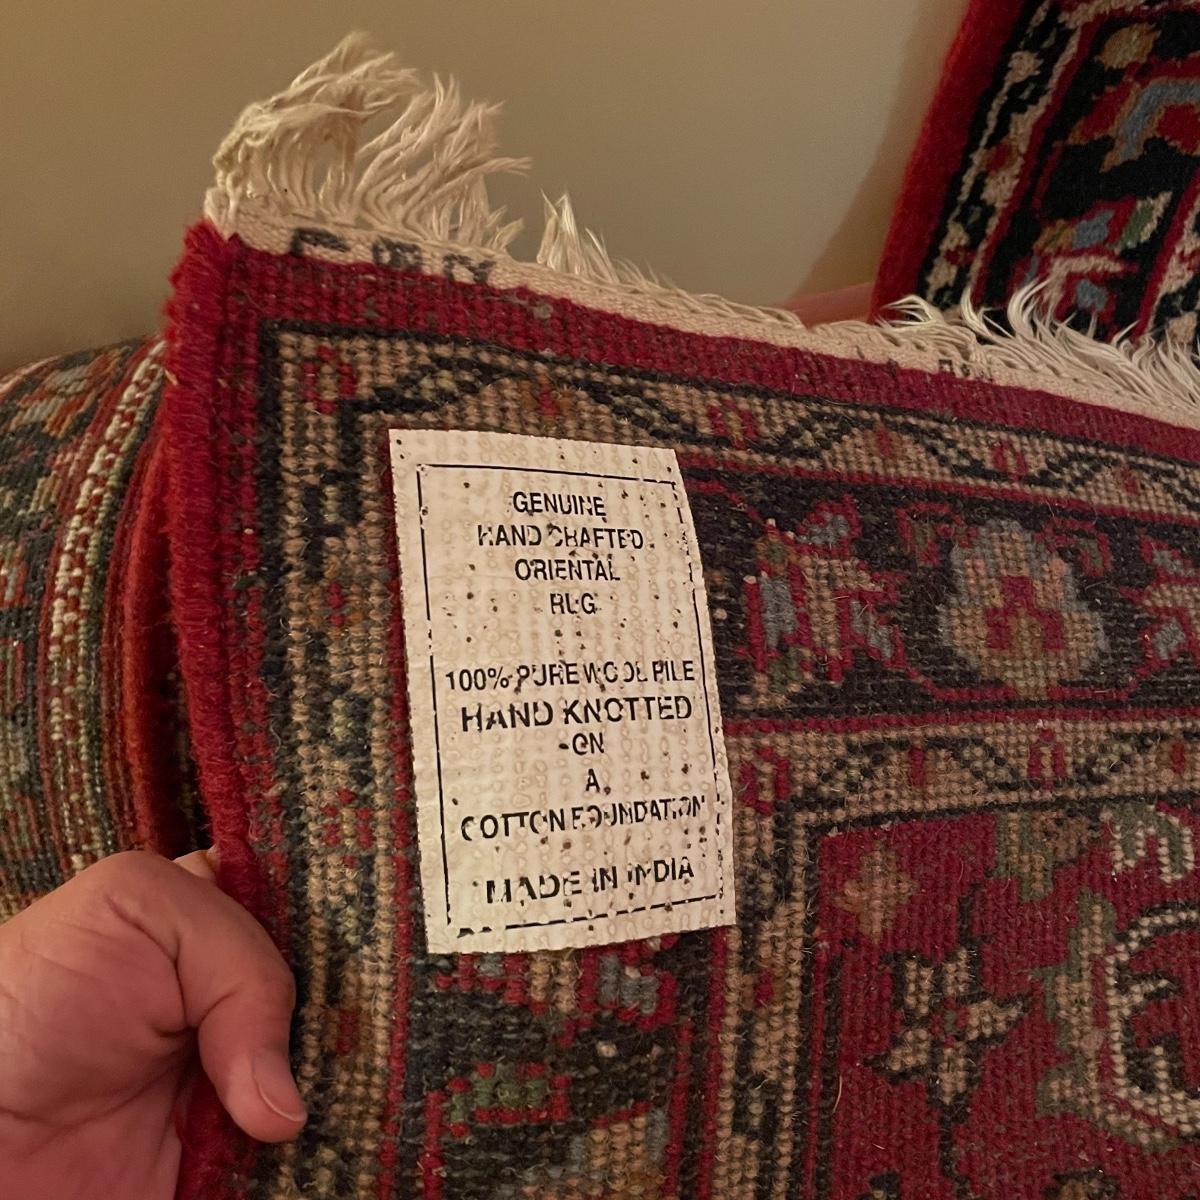 GENUINE
HAND CRAFTED
ORIENTAL
RUG
100% PURE WOOL PILE
HAND KNOTTED
ON
A
COTTON FOUNDATION
MADE IN INDIA